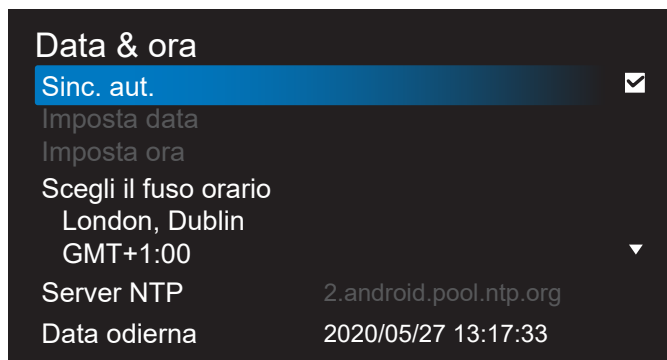 Data & ora
Sinc. aut.
Imposta data
Imposta ora
Scegli il fuso orario
London, Dublin
GMT+1:00
Server NTP 2.android.pool.ntp.org
Data odierna 2020/05/27 13:17:33